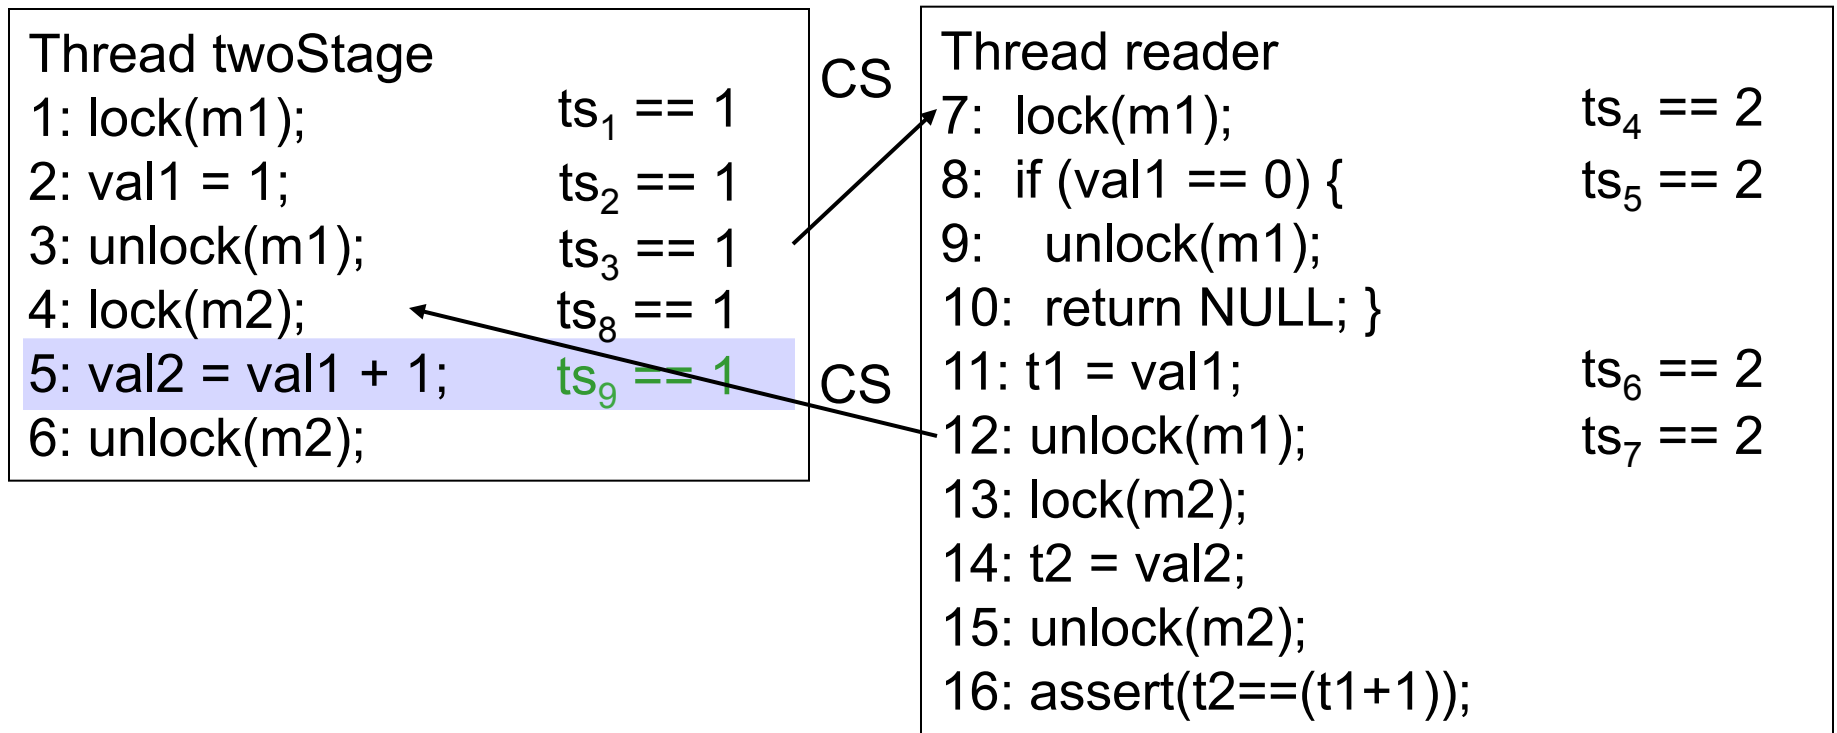 Thread twoStage
1: lock(m1); ts1 == 1
2: val1 = 1; ts2 == 1
3: unlock(m1); ts3 == 1
4: lock(m2); ts8 == 1
5: val2 = val1 + 1; ts9 == 1
6: unlock(m2);
CS
CS
Thread reader
7: lock(m1); ts4 == 2
8: if (val1 == 0) { ts5 == 2
9: unlock(m1);
10: return NULL; }
11: t1 = val1; ts6 == 2
12: unlock(m1); ts7 == 2
13: lock(m2);
14: t2 = val2;
15: unlock(m2);
16: assert(t2==(t1+1));